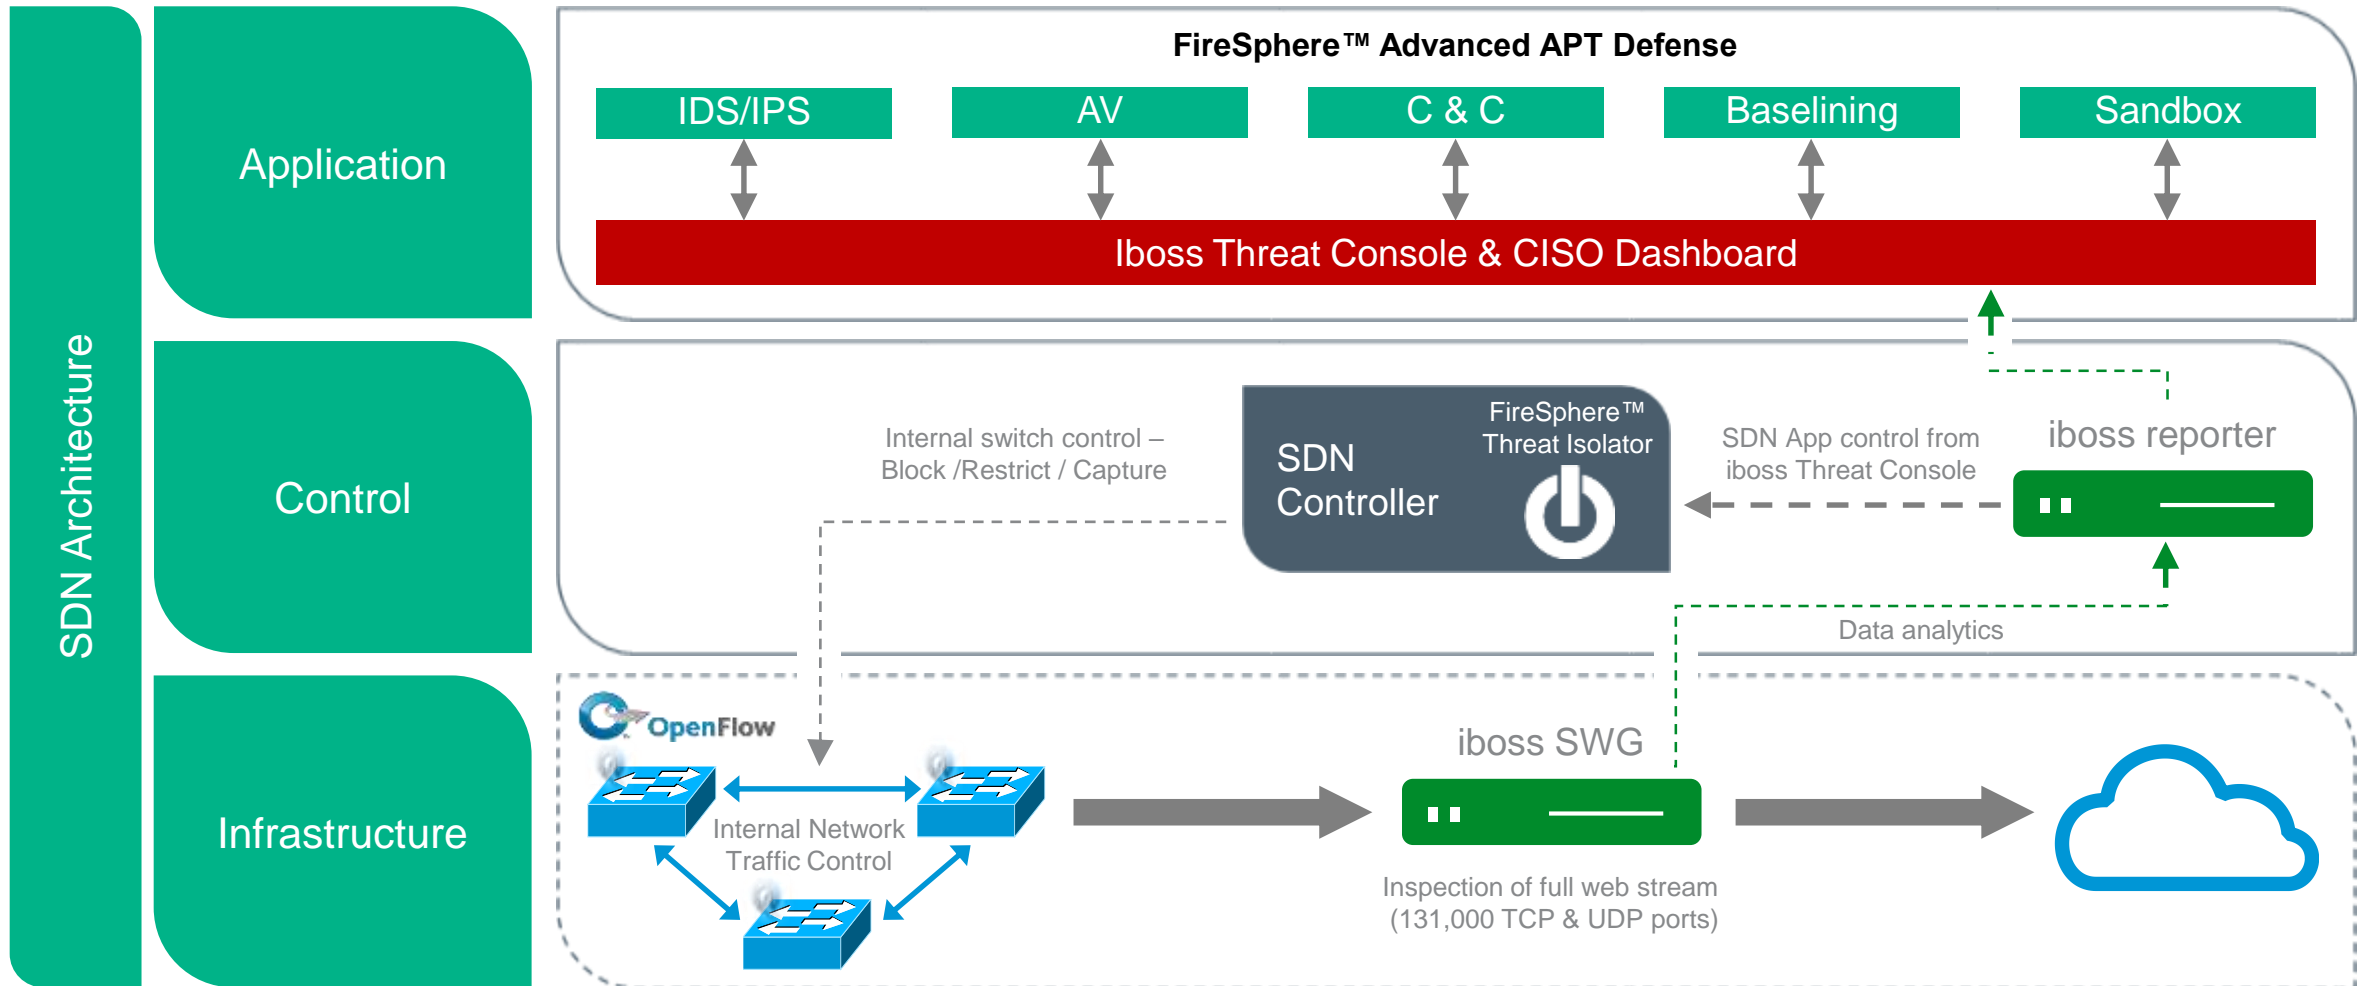 SDN Architecture
Application
FireSphere™ Advanced APT Defense
IDS/IPS
AV
C & C
Baselining
Sandbox
Iboss Threat Console & CISO Dashboard
Control
Internal switch control –
Block /Restrict / Capture
SDN
Controller
FireSphere™
Threat Isolator
SDN App control from
iboss Threat Console
iboss reporter
Data analytics
Infrastructure
OpenFlow
Internal Network
Traffic Control
iboss SWG
Inspection of full web stream
(131,000 TCP & UDP ports)